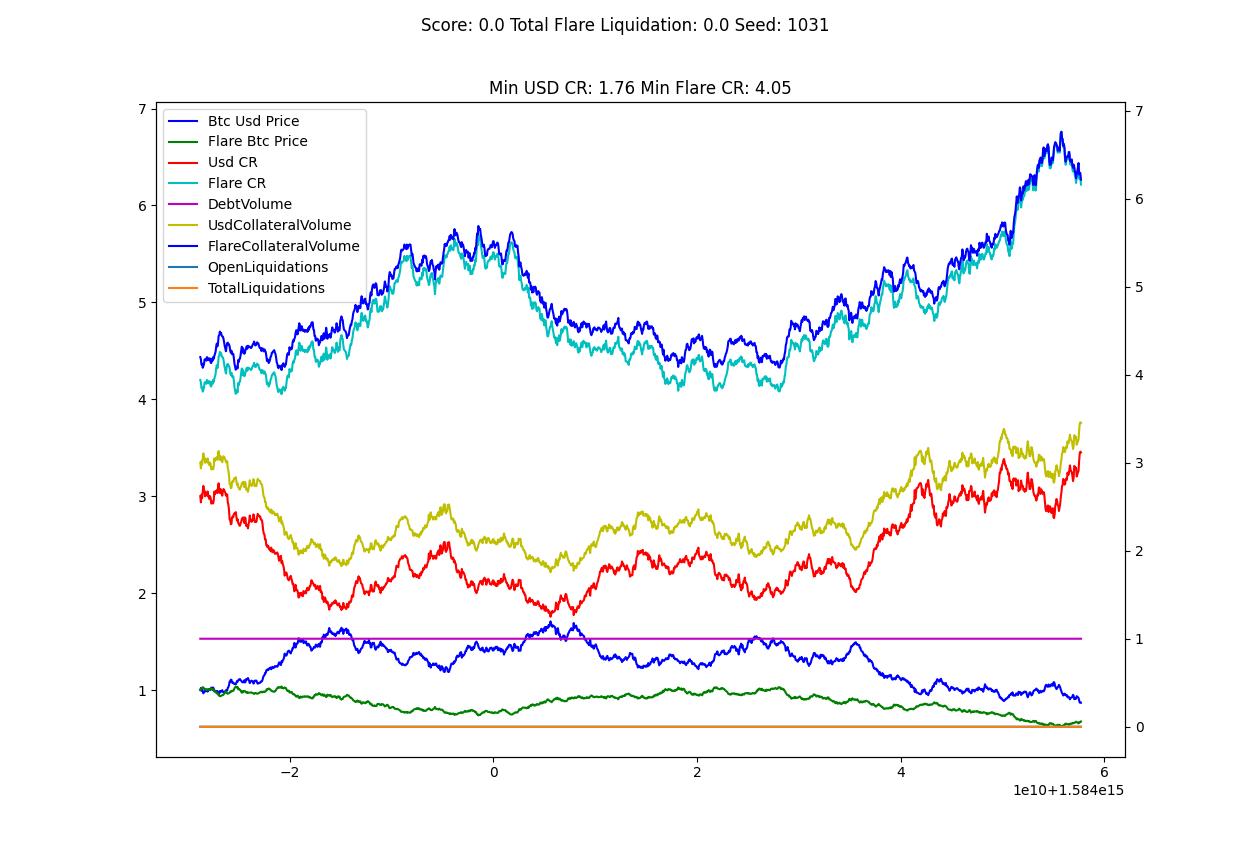 Score: 0.0 Total Flare Liquidation: 0.0 Seed: 1031
Min USD CR: 1.76 Min Flare CR: 4.05
7
6
5
4
3
2
1
Btc Usd Price
Flare Btc Price
Usd CR
Flare CR
DebtVolume
UsdCollateralVolume
FlareCollateralVolume
OpenLiquidations
TotalLiquidations
7
6
5
4
3
2
1
0
−2 0 2 4 6
1e10+1.584e15